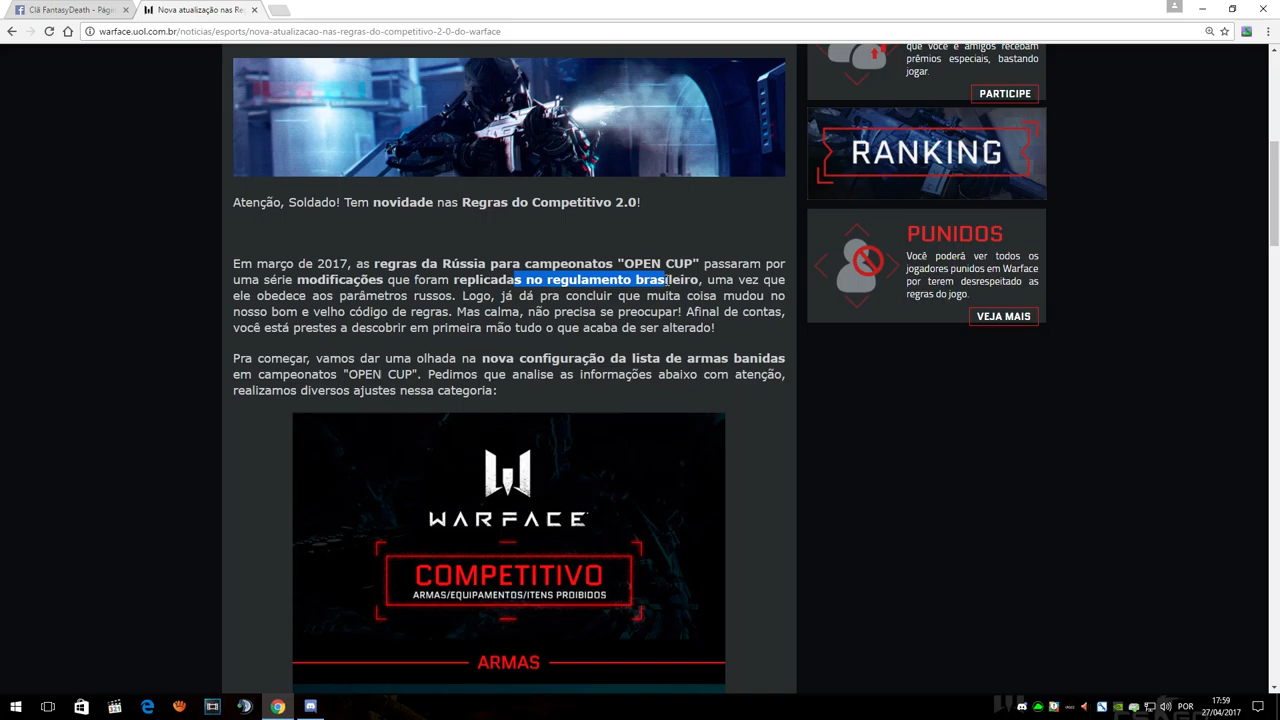 Clã FantasyDeath - Pági
Nova atualização nas Re
warface.uol.com.br/noticias/esports/nova-atualizacao-nas-regras-do-competitivo-2-0-do-warface
Atenção, Soldado! Tem novidade nas Regras do Competitivo 2.0!
Em março de 2017, as regras da Rússia para campeonatos "OPEN CUP" passaram por
uma série modificações que foram replicadas no regulamento brasileiro, uma vez que
ele obedece aos parâmetros russos. Logo, já dá pra concluir que muita coisa mudou no
nosso bom e velho código de regras. Mas calma, não precisa se preocupar! Afinal de contas,
você está prestes a descobrir em primeira mão tudo o que acaba de ser alterado!
Pra começar, vamos dar uma olhada na nova configuração da lista de armas banidas
em campeonatos "OPEN CUP". Pedimos que analise as informações abaixo com atenção,
realizamos diversos ajustes nessa categoria:
WARFACE
COMPETITIVO
ARMAS/EQUIPAMENTOS/ITENS PROIBIDOS
ARMAS
que você e amigos recebam
prêmios especiais, bastando
jogar.
PARTICIPE
RANKING
PUNIDOS
Você poderá ver todos os
jogadores punidos em Warface
por terem desrespeitado as
regras do jogo.
VEJA MAIS
POR
17:59
27/04/2017